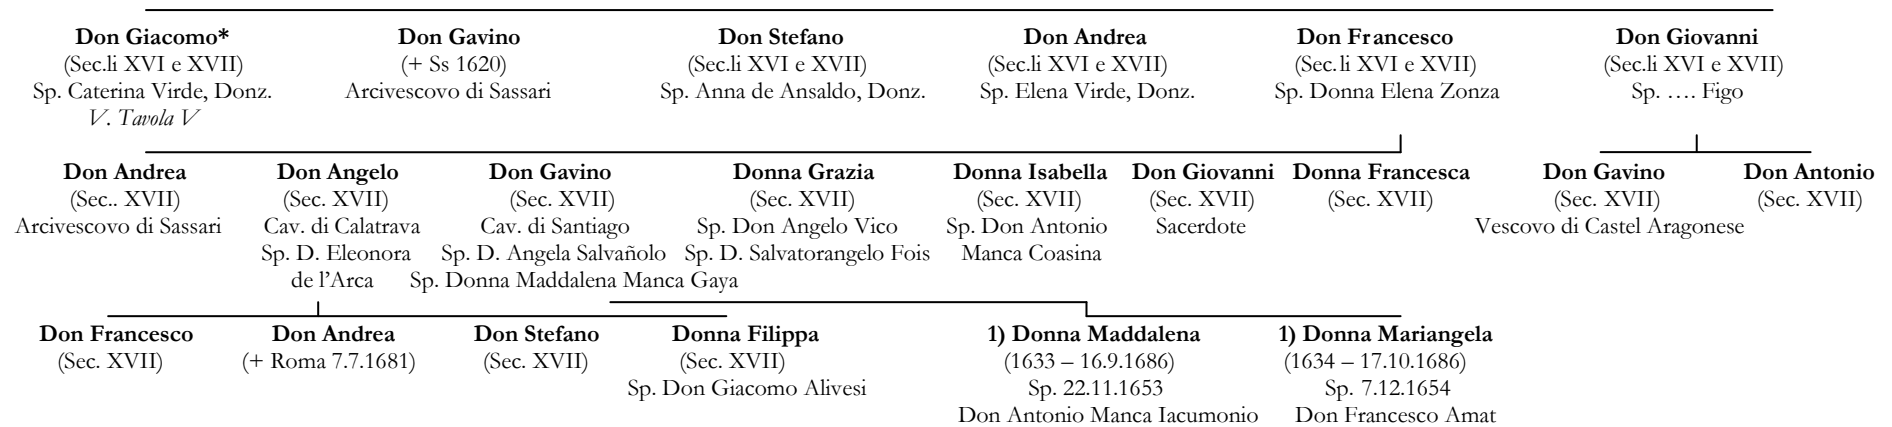 Don Giacomo* Don Gavino Don Stefano Don Andrea Don Francesco Don Giovanni
(Sec.li XVI e XVII) (+ Ss 1620) (Sec.li XVI e XVII) (Sec.li XVI e XVII) (Sec.li XVI e XVII) (Sec.li XVI e XVII)
Sp. Caterina Virde, Donz. Arcivescovo di Sassari Sp. Anna de Ansaldo, Donz. Sp. Elena Virde, Donz. Sp. Donna Elena Zonza Sp. …. Figo
V. Tavola V
Don Andrea Don Angelo Don Gavino Donna Grazia Donna Isabella Don Giovanni Donna Francesca Don Gavino Don Antonio
(Sec.. XVII) (Sec. XVII) (Sec. XVII) (Sec. XVII) (Sec. XVII) (Sec. XVII) (Sec. XVII) (Sec. XVII) (Sec. XVII)
Arcivescovo di Sassari Cav. di Calatrava Cav. di Santiago Sp. Don Angelo Vico Sp. Don Antonio Sacerdote Vescovo di Castel Aragonese
Sp. D. Eleonora Sp. D. Angela Salvañolo Sp. D. Salvatorangelo Fois Manca Coasina
de l'Arca Sp. Donna Maddalena Manca Gaya
Don Francesco Don Andrea Don Stefano Donna Filippa 1) Donna Maddalena 1) Donna Mariangela
(Sec. XVII) (+ Roma 7.7.1681) (Sec. XVII) (Sec. XVII) (1633 – 16.9.1686) (1634 – 17.10.1686)
Sp. Don Giacomo Alivesi Sp. 22.11.1653 Sp. 7.12.1654
Don Antonio Manca Iacumonio Don Francesco Amat